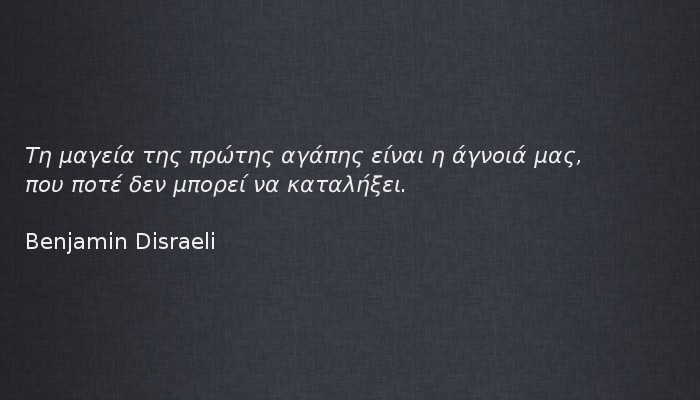 Τη μαγεία της πρώτης αγάπης είναι η άγνοιά μας,
που ποτέ δεν μπορεί να καταλήξει.
Benjamin Disraeli